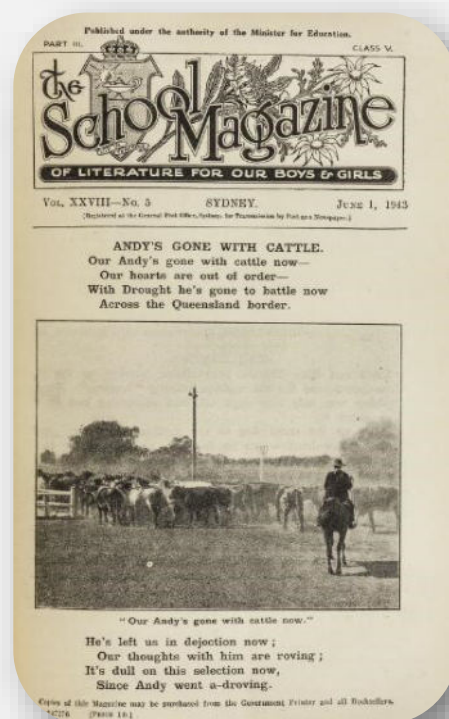 Published under the authority of the Minister for Education.
PART III.
CLASS V.
The
School Magazine
OF LITERATURE FOR OUR BOYS & GIRLS
VOL. XXVIII—No. 5 SYDNEY. JUNE 1, 1943
(Registered at the General Post Office, Sydney, for Transmission by Post as a Newspaper.)
ANDY'S GONE WITH CATTLE.
Our Andy's gone with cattle now—
Our hearts are out of order—
With Drought he's gone to battle now
Across the Queensland border.
"Our Andy's gone with cattle now."
He's left us in dejection now;
Our thoughts with him are roving;
It's dull on this selection now,
Since Andy went a-droving.
Copies of this Magazine may be purchased from the Government Printer and all Booksellers.
[PRICE 1d.]